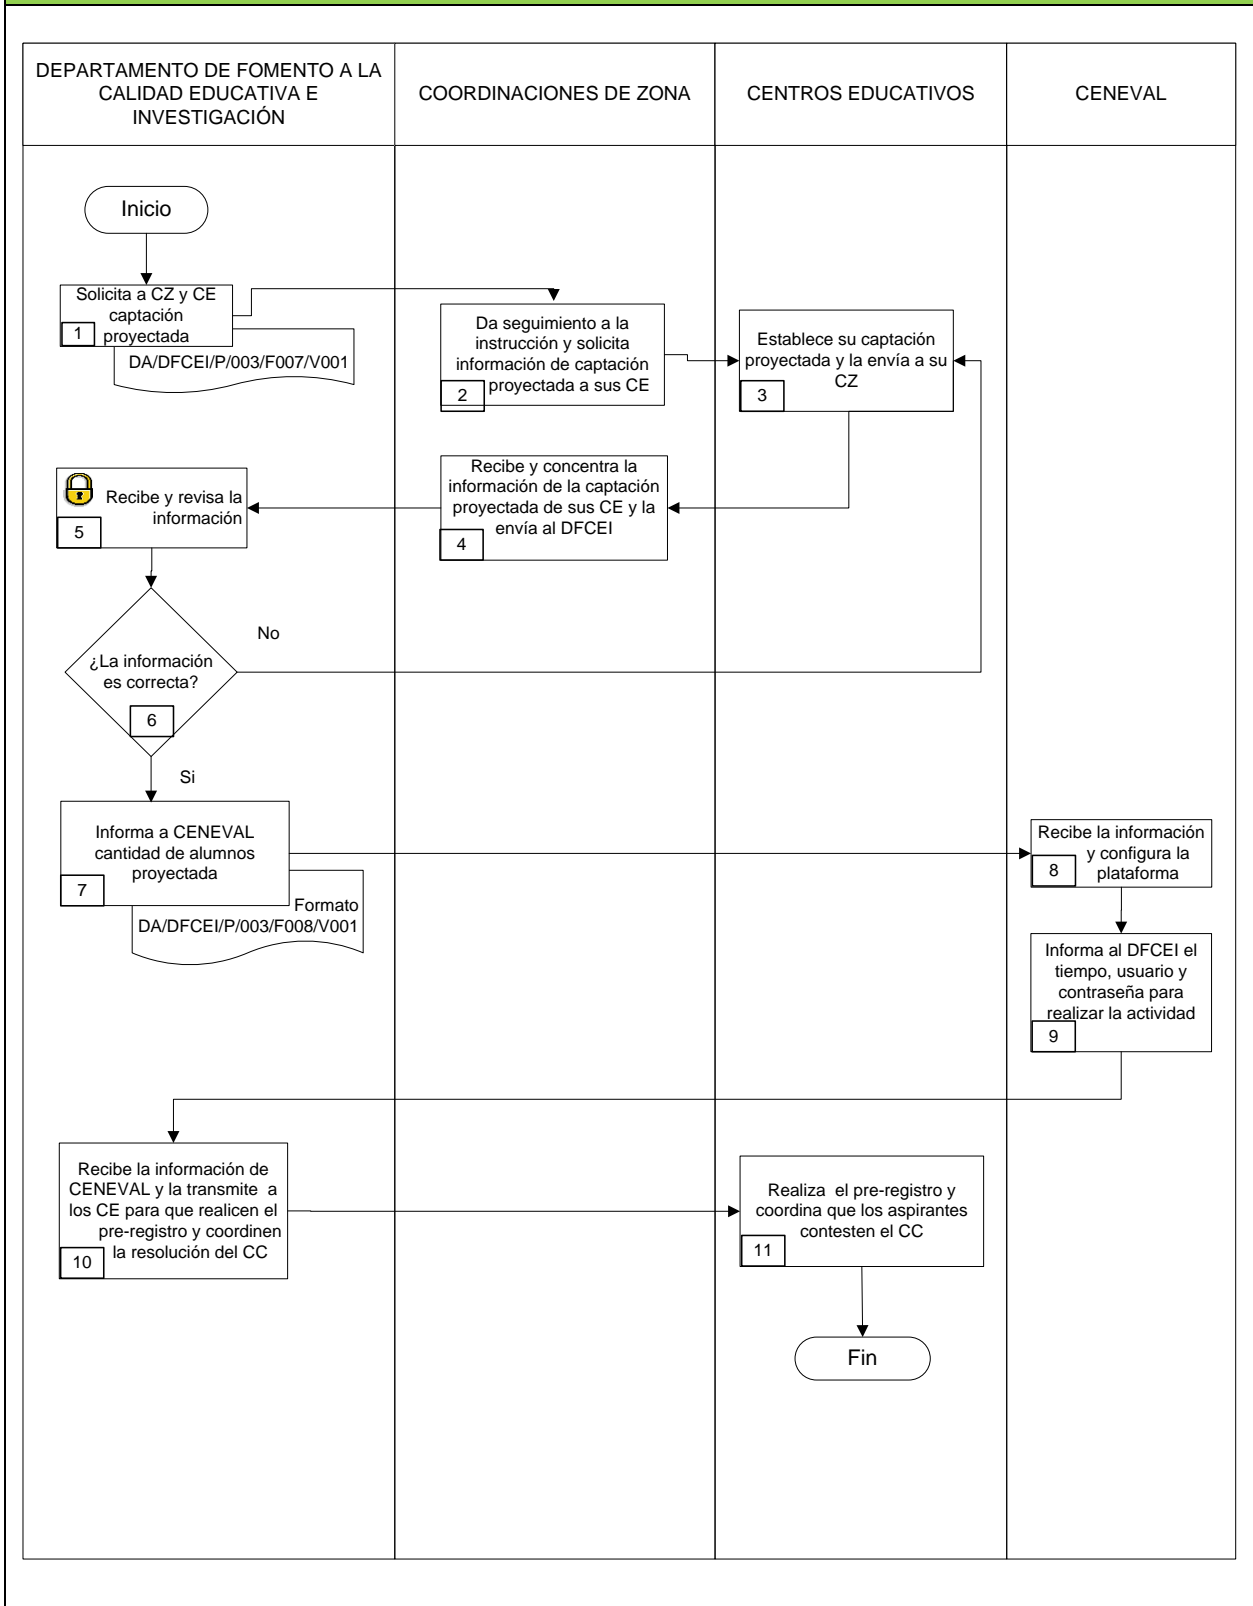 DEPARTAMENTO DE FOMENTO A LA
CALIDAD EDUCATIVA E
INVESTIGACIÓN
COORDINACIONES DE ZONA
CENTROS EDUCATIVOS
CENEVAL
Inicio
Solicita a CZ y CE
captación
proyectada
1
DA/DFCEI/P/003/F007/V001
Da seguimiento a la
instrucción y solicita
información de captación
proyectada a sus CE
2
Establece su captación
proyectada y la envía a su
CZ
3
Recibe y concentra la
información de la captación
proyectada de sus CE y la
envía al DFCEI
4
Recibe y revisa la
información
5
¿La información
es correcta?
6
No
Si
Informa a CENEVAL
cantidad de alumnos
proyectada
7
Formato
DA/DFCEI/P/003/F008/V001
Recibe la información
y configura la
plataforma
8
Informa al DFCEI el
tiempo, usuario y
contraseña para
realizar la actividad
9
Recibe la información de
CENEVAL y la transmite  a
los CE para que realicen el
pre-registro y coordinen
la resolución del CC
10
Realiza  el pre-registro y
coordina que los aspirantes
contesten el CC
11
Fin